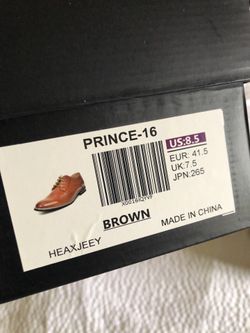 PRINCE-16
US:8.5
EUR: 41.5
UK:7.5
JPN:265
BROWN
HEAXJEEY
MADE IN CHINA